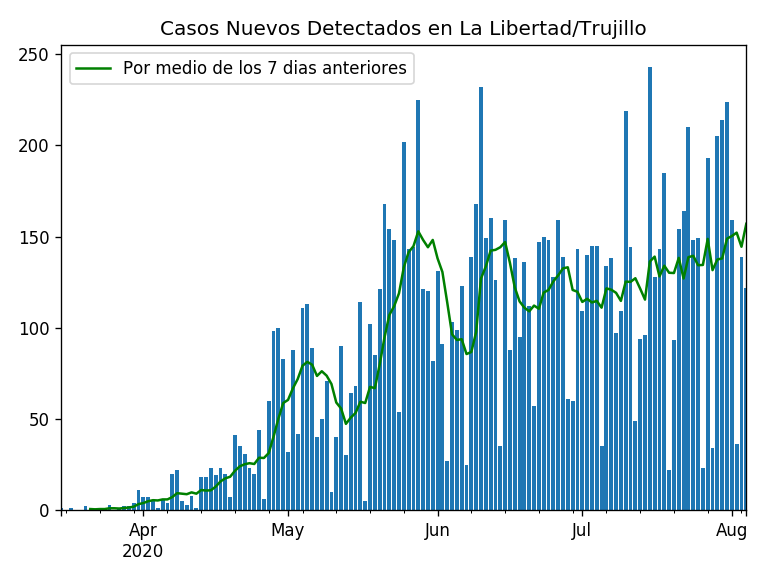 Casos Nuevos Detectados en La Libertad/Trujillo
Por medio de los 7 dias anteriores
250
200
150
100
50
0
Apr
2020
May
Jun
Jul
Aug